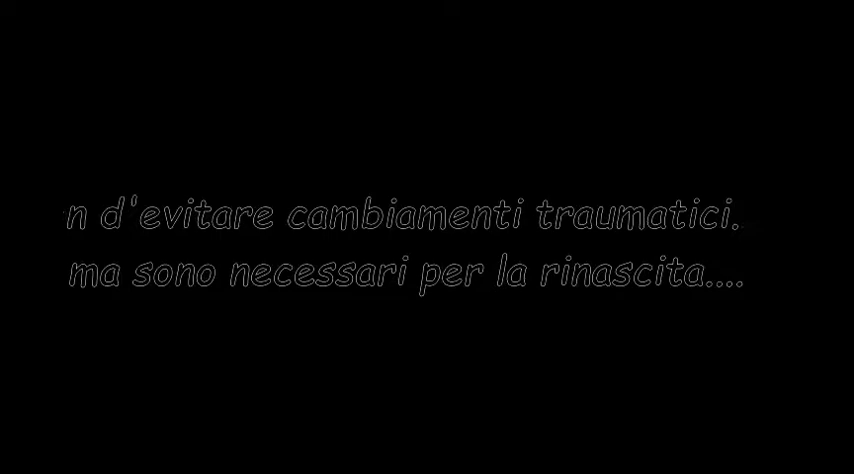 n d'evitare cambiamenti traumatici.
ma sono necessari per la rinascita....